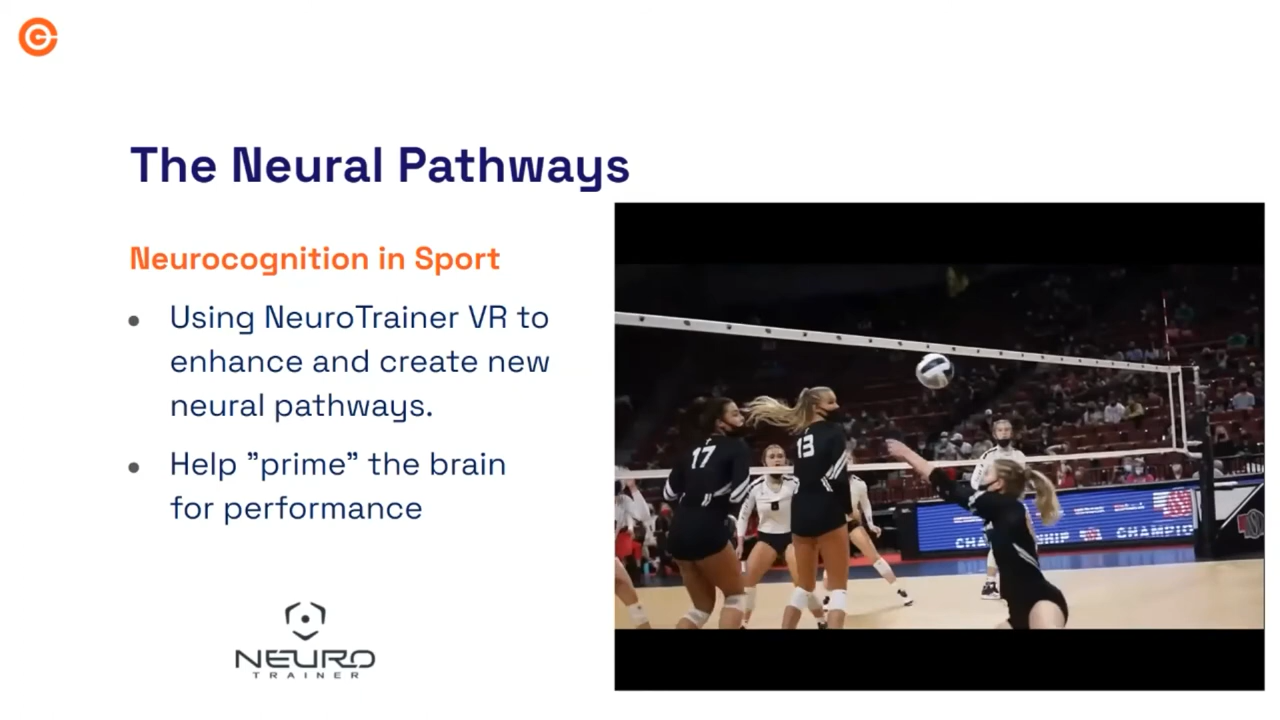 The Neural Pathways
Neurocognition in Sport
• Using NeuroTrainer VR to
enhance and create new
neural pathways.
• Help ”prime” the brain
for performance
NEURO
TRAINER
17
13
CHAMPIO